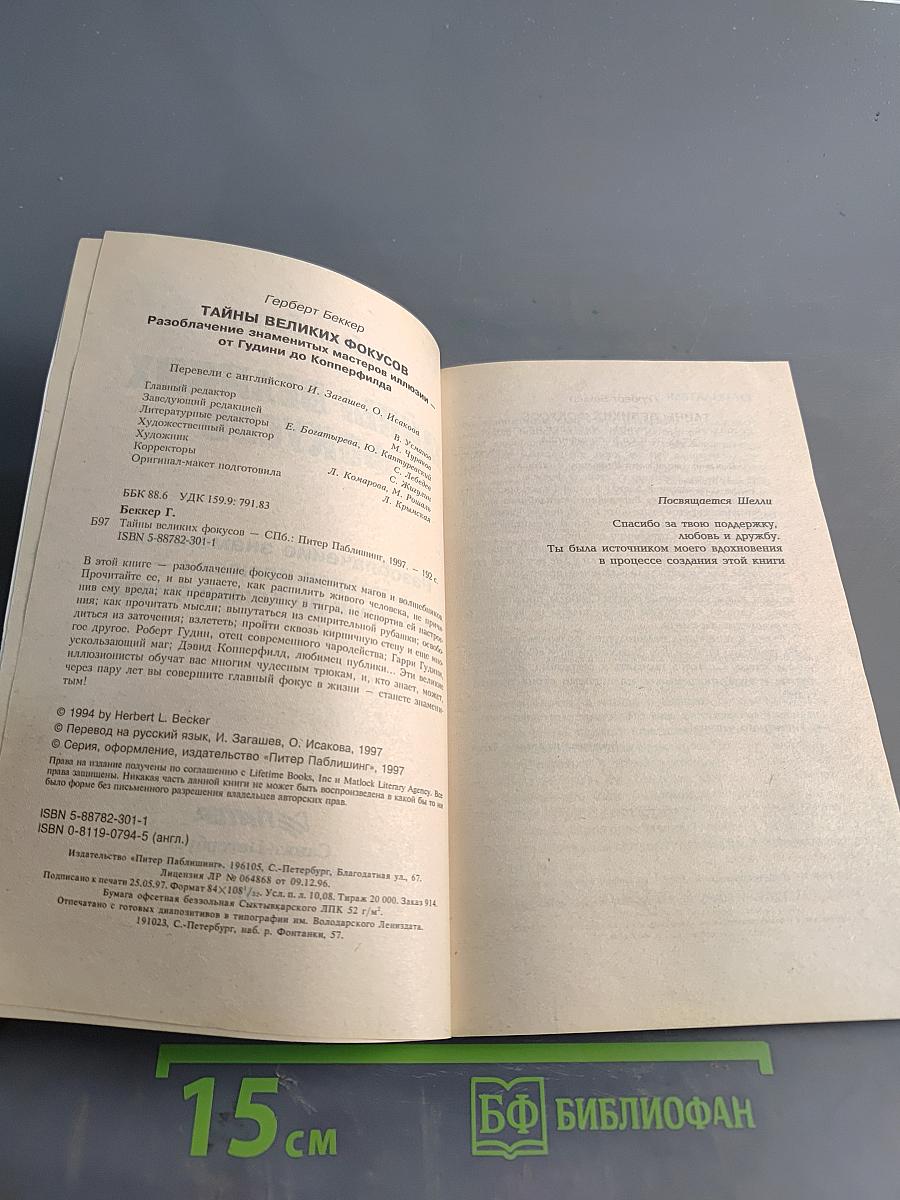 Герберт Беккер
ТАЙНЫ ВЕЛИКИХ ФОКУСОВ
Разоблачение знаменитых мастеров иллюзии –
от Гудини до Копперфилда
Перевели с английского И. Загашев, О. Исакова
Главный редактор В. Усманов
Заведующий редакцией М. Чураков
Литературные редакторы Е. Богатырева, Ю. Каптуревский
Художественный редактор С. Лебедев
Художник С. Жигулин
Корректоры Л. Комарова, М. Рошаль
Оригинал-макет подготовила Л. Крымская
ББК 88.6 УДК 159.9: 791.83
Беккер Г.
Б97 Тайны великих фокусов — СПб.: Питер Паблишинг, 1997. — 192 с.
ISBN 5-88782-301-1
В этой книге — разоблачение фокусов знаменитых магов и волшебников.
Прочитайте ее, и вы узнаете, как распилить живого человека, не причи-
нив ему вреда; как превратить девушку в тигра, не испортив ей настрое-
ния; как прочитать мысли; выпутаться из смирительной рубашки; освобо-
диться из заточения; взлететь; пройти сквозь кирпичную стену и еще мно-
гое другое. Роберт Гудин, отец современного чародейства; Гарри Гудини,
ускользающий маг; Дэвид Копперфилд, любимец публики... Эти великие
иллюзионисты обучат вас многим чудесным трюкам, и, кто знает, может,
через пару лет вы совершите главный фокус в жизни — станете знамени-
тым!
© 1994 by Herbert L. Becker
© Перевод на русский язык, И. Загашев, О. Исакова, 1997
© Серия, оформление, издательство «Питер Паблишинг», 1997
Права на издание получены по соглашению с Lifetime Books, Inc и Matlock Literary Agency. Все
права защищены. Никакая часть данной книги не может быть воспроизведена в какой бы то ни
было форме без письменного разрешения владельцев авторских прав.
ISBN 5-88782-301-1
ISBN 0-8119-0794-5 (англ.)
Издательство «Питер Паблишинг». 196105, С.-Петербург, Благодатная ул., 67.
Лицензия ЛР № 064868 от 09.12.96.
Подписано к печати 25.05.97. Формат 84×108¹/₃₂. Усл. п. л. 10,08. Тираж 20 000. Заказ 914.
Бумага офсетная беззольная Сыктывкарского ЛПК 52 г/м².
Отпечатано с готовых диапозитивов в типографии им. Володарского Лениздата.
191023, С.-Петербург, наб. р. Фонтанки, 57.
Посвящается Шелли
Спасибо за твою поддержку,
любовь и дружбу.
Ты была источником моего вдохновения
в процессе создания этой книги
15 см
БФ БИБЛИОФАН